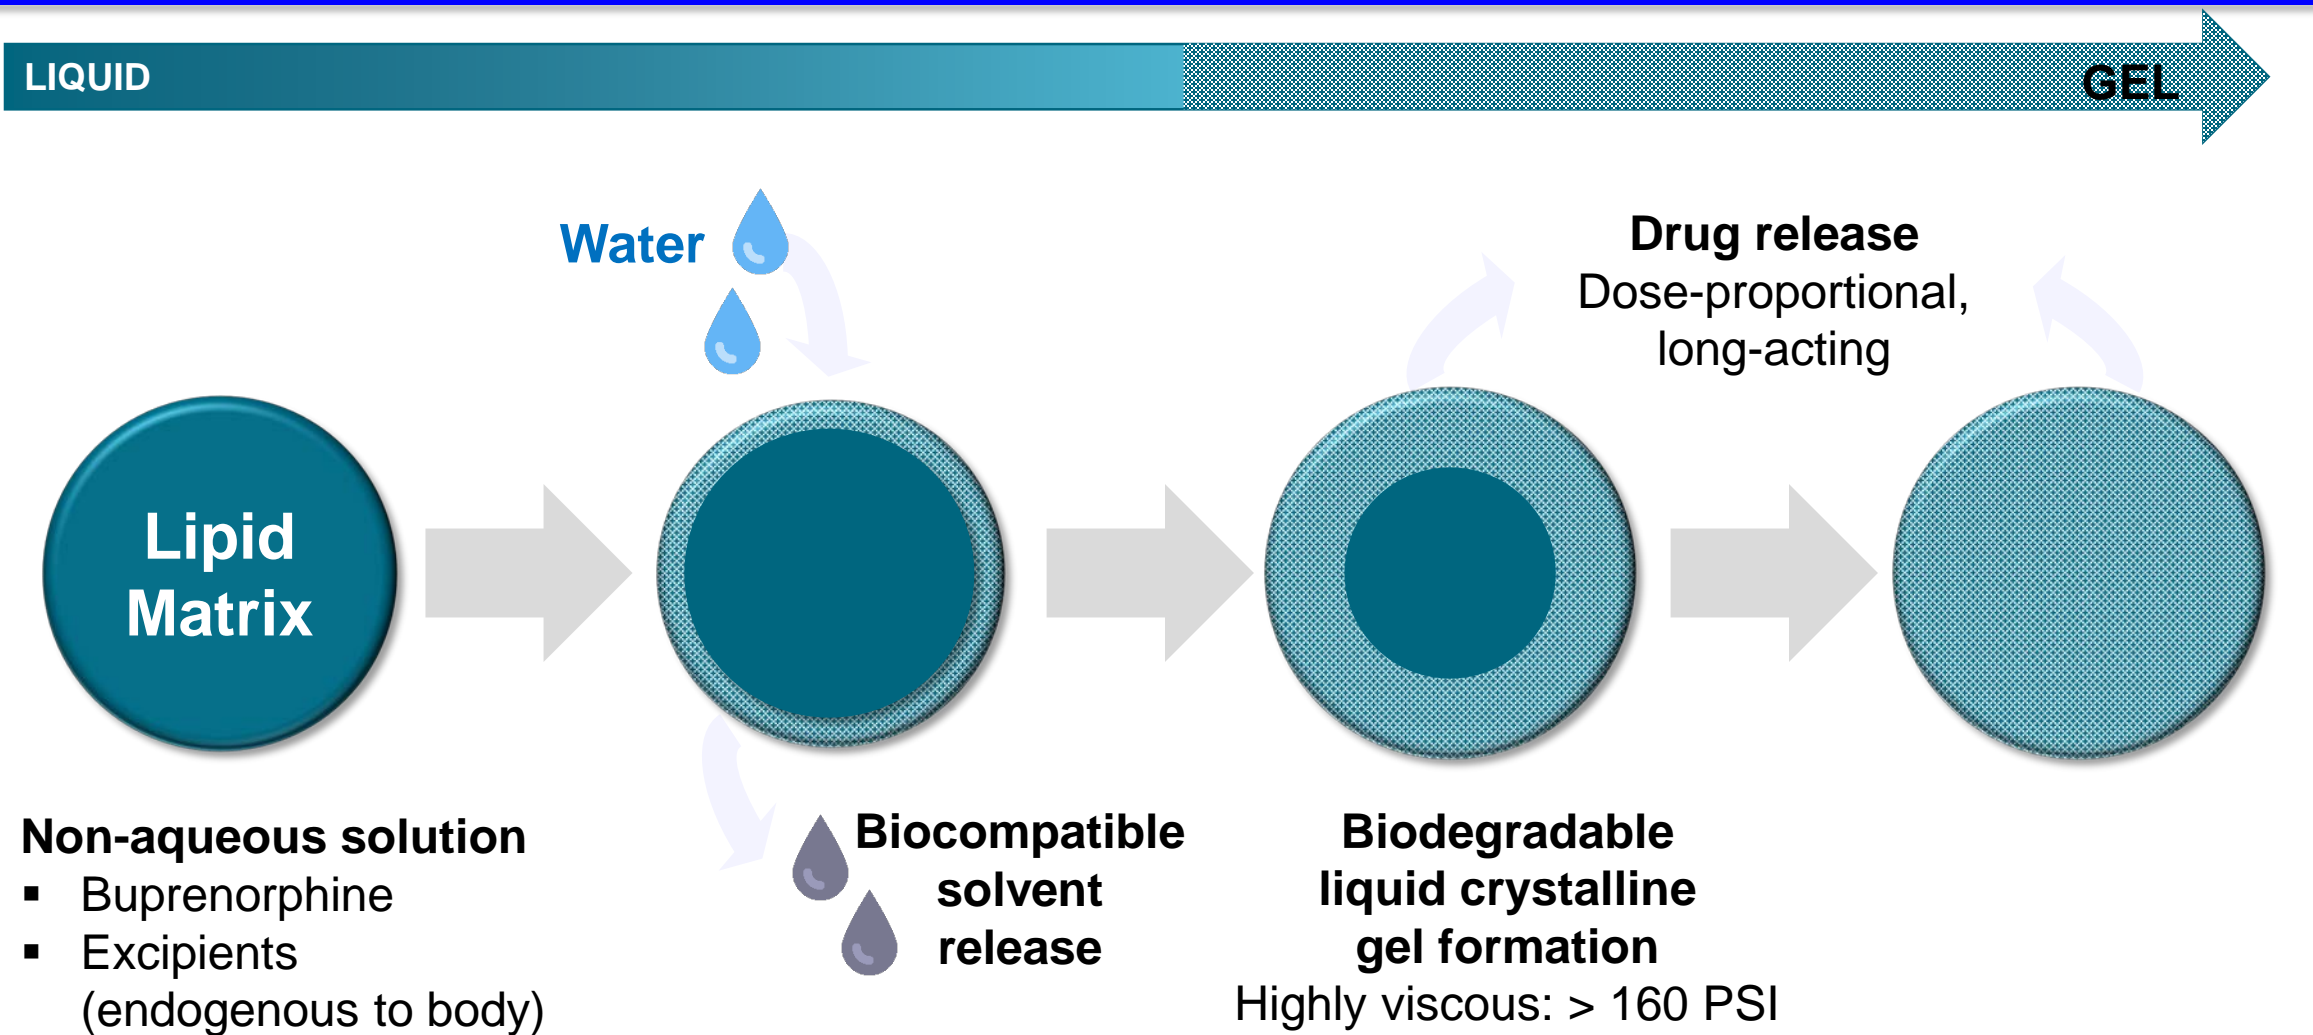 LIQUID
GEL
Water
Drug release
Dose-proportional,
long-acting
Lipid
Matrix
Non-aqueous solution
▪ Buprenorphine
▪ Excipients
(endogenous to body)
Biocompatible
solvent
release
Biodegradable
liquid crystalline
gel formation
Highly viscous: > 160 PSI